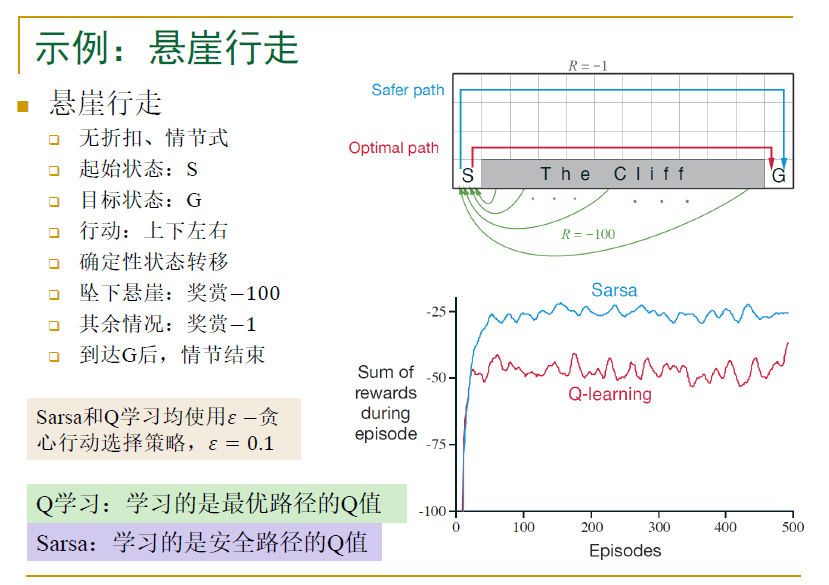 示例：悬崖行走
悬崖行走
无折扣、情节式
起始状态：S
目标状态：G
行动：上下左右
确定性状态转移
坠下悬崖：奖赏−100
其余情况：奖赏−1
到达G后，情节结束
Sarsa和Q学习均使用ε −贪
心行动选择策略，ε = 0.1
Q学习：学习的是最优路径的Q值
Sarsa：学习的是安全路径的Q值
R = −1
Safer path
Optimal path
S
The Cliff
G
R = −100
Sarsa
Q-learning
Sum of
rewards
during
episode
-25
-50
-75
-100
0 100 200 300 400 500
Episodes